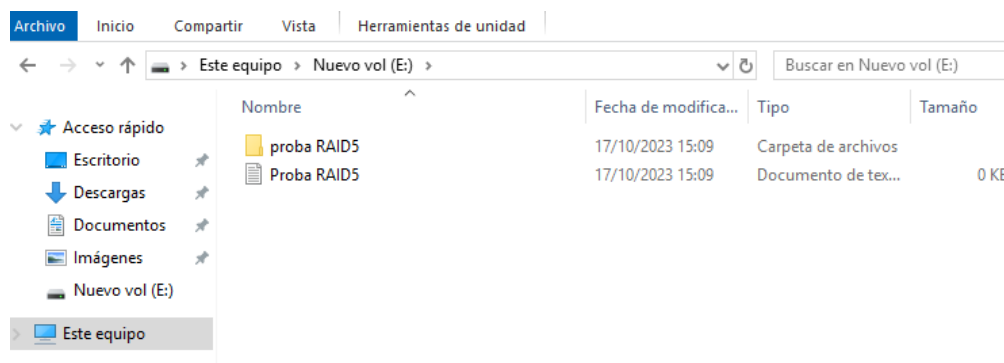 Archivo Inicio Compartir Vista Herramientas de unidad
Este equipo > Nuevo vol (E:) > Buscar en Nuevo vol (E:)
Nombre Fecha de modifica... Tipo Tamaño
Acceso rápido
Escritorio
Descargas
Documentos
Imágenes
Nuevo vol (E:)
Este equipo
proba RAID5 17/10/2023 15:09 Carpeta de archivos
Proba RAID5 17/10/2023 15:09 Documento de tex... 0 KB